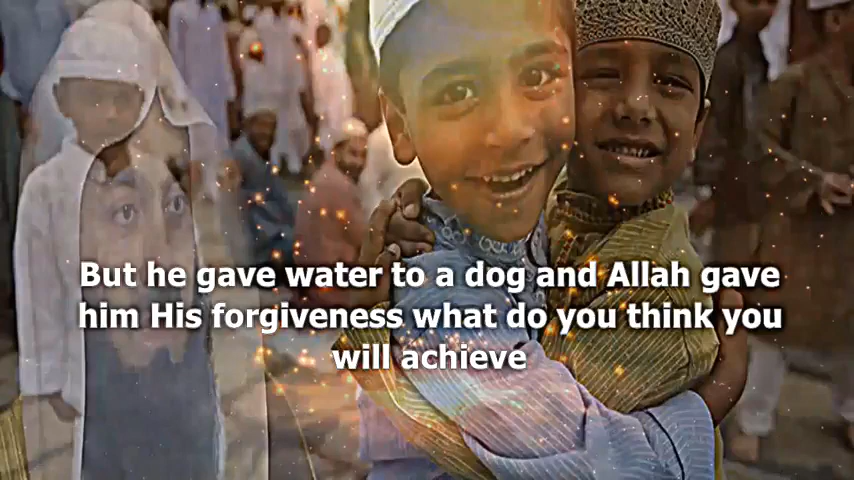 But he gave water to a dog and Allah gave
him His forgiveness what do you think you
will achieve